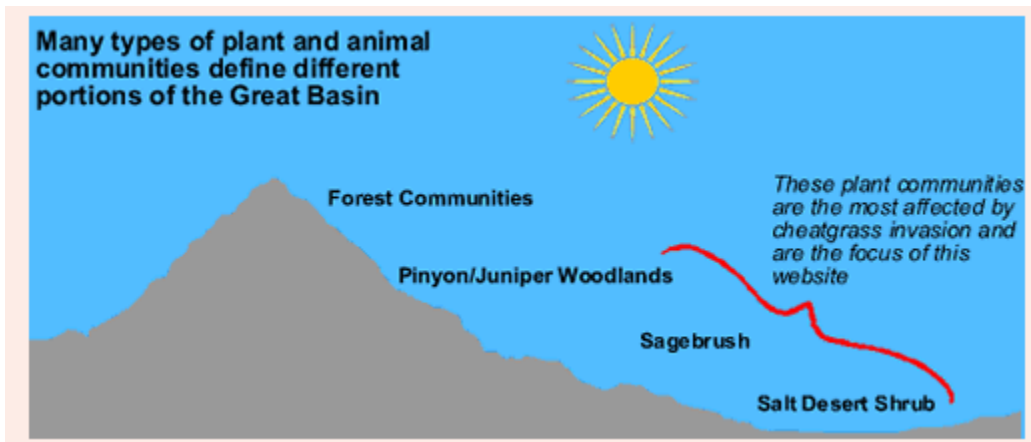 Many types of plant and animal
communities define different
portions of the Great Basin
Forest Communities
These plant communities
are the most affected by
cheatgrass invasion and
are the focus of this
website
Pinyon/Juniper Woodlands
Sagebrush
Salt Desert Shrub